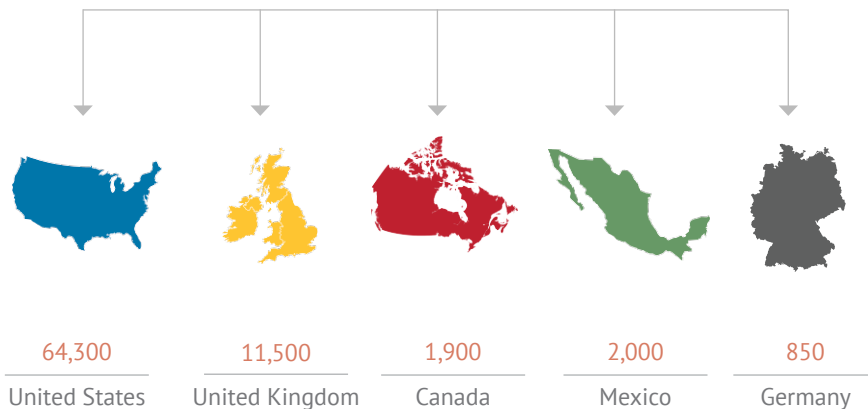 64,300
11,500
1,900
2,000
850
United States
United Kingdom
Canada
Mexico
Germany